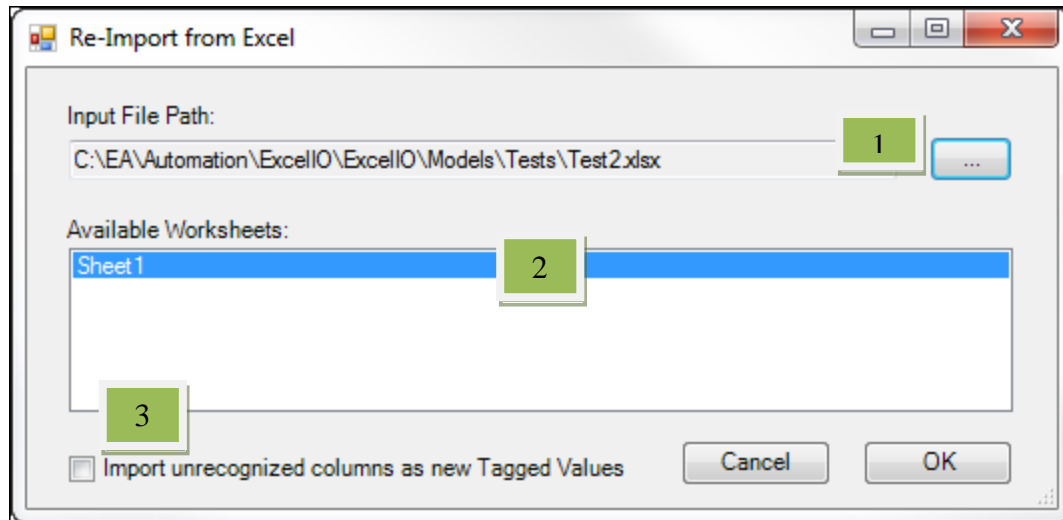 Re-Import from Excel
Input File Path:
1
C:\EA\Automation\ExcelIO\ExcelIO\Models\Tests\Test2.xlsx
...
Available Worksheets:
Sheet1
2
3
Import unrecognized columns as new Tagged Values
Cancel
OK